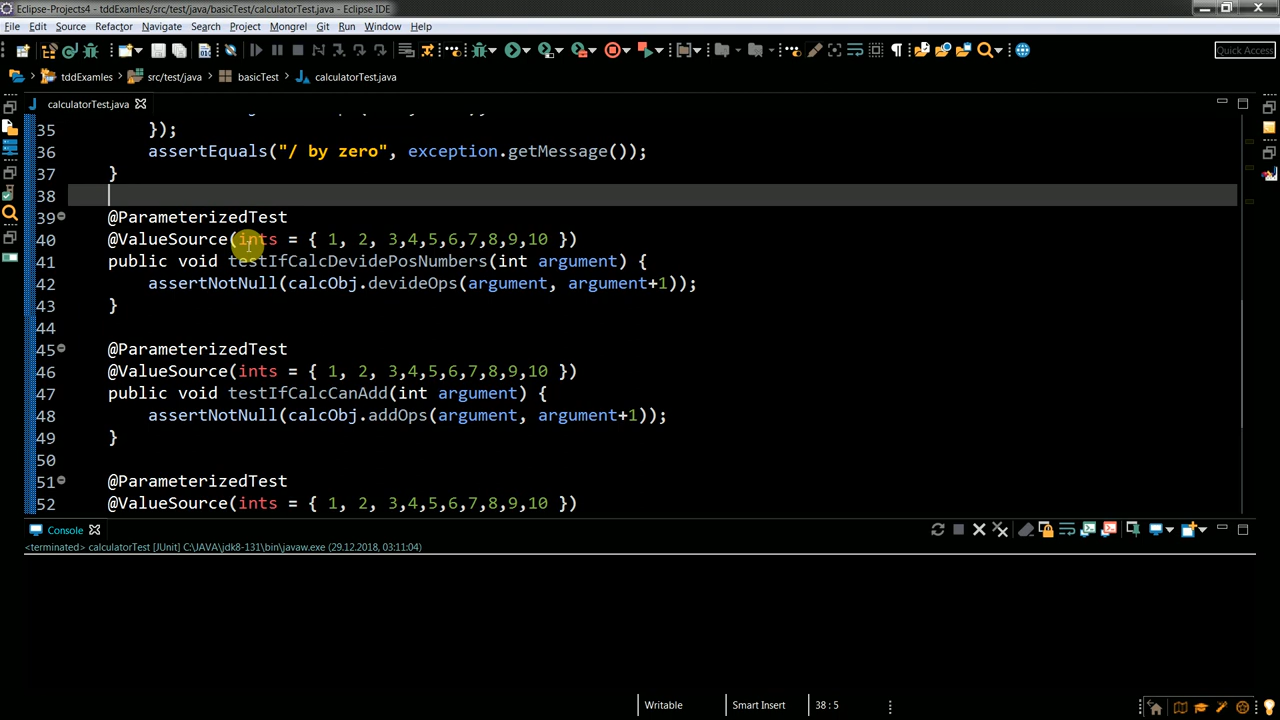 Eclipse-Projects4 - tddExamles/src/test/java/basicTest/calculatorTest.java - Eclipse IDE
File Edit Source Refactor Navigate Search Project Mongrel Git Run Window Help
Quick Access
tddExamles src/test/java basicTest calculatorTest.java
calculatorTest.java
35 });
36 assertEquals("/ by zero", exception.getMessage());
37 }
38
39 @ParameterizedTest
40 @ValueSource(ints = { 1, 2, 3,4,5,6,7,8,9,10 })
41 public void testIfCalcDevidePosNumbers(int argument) {
42 assertNotNull(calcObj.devideOps(argument, argument+1));
43 }
44
45 @ParameterizedTest
46 @ValueSource(ints = { 1, 2, 3,4,5,6,7,8,9,10 })
47 public void testIfCalcCanAdd(int argument) {
48 assertNotNull(calcObj.addOps(argument, argument+1));
49 }
50
51 @ParameterizedTest
52 @ValueSource(ints = { 1, 2, 3,4,5,6,7,8,9,10 })
Console
<terminated> calculatorTest [JUnit] C:\JAVA\jdk8-131\bin\javaw.exe (29.12.2018, 03:11:04)
Writable Smart Insert 38 : 5